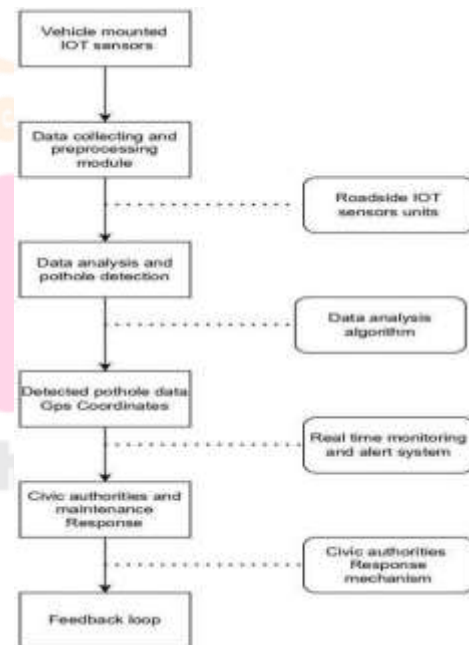 Vehicle mounted
IOT sensors
Data collecting and
preprocessing
module
Roadside IOT
sensors units
Data analysis and
pothole detection
Data analysis
algorithm
Detected pothole data
Gps Coordinates
Real time monitoring
and alert system
Civic authorities and
maintenance
Response
Civic authorities
Response
mechanism
Feedback loop